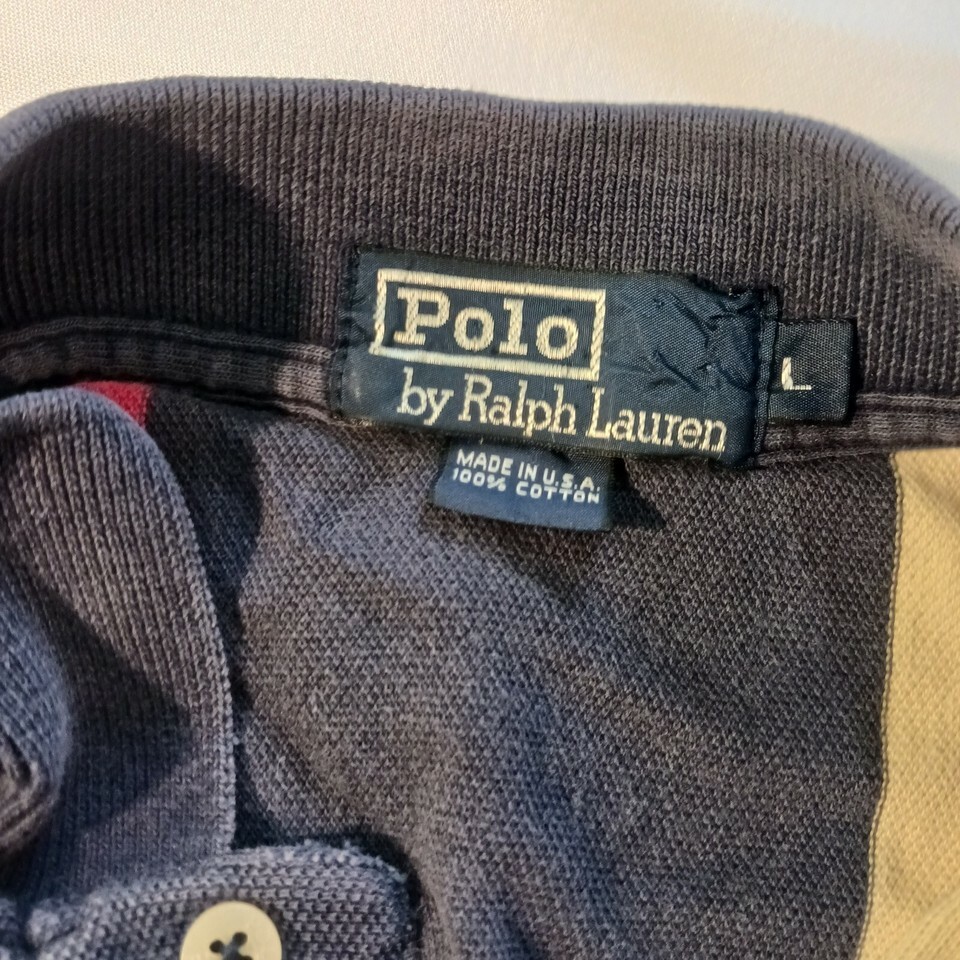 Polo
by Ralph Lauren
L
MADE IN U.S.A.
100% COTTON